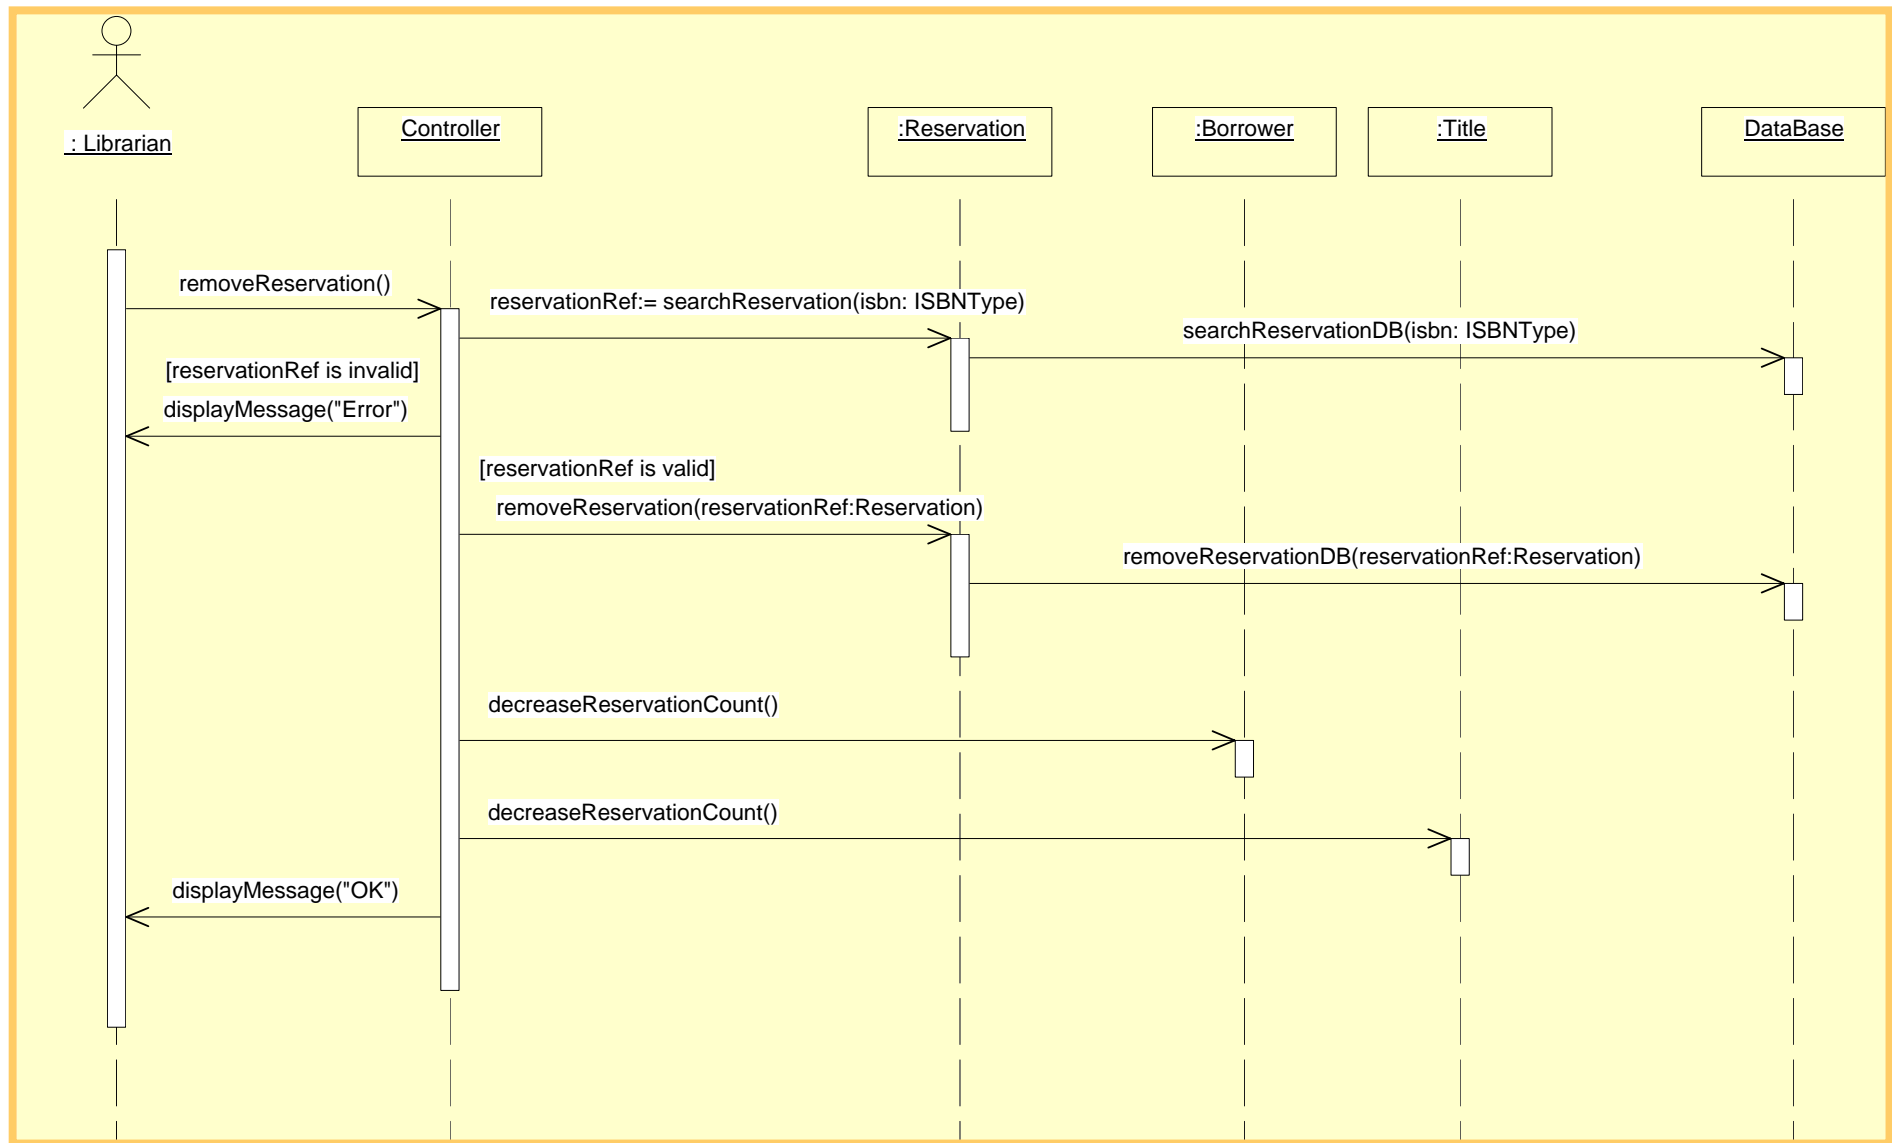 : Librarian
Controller
:Reservation
:Borrower
:Title
DataBase
removeReservation()
reservationRef:= searchReservation(isbn: ISBNType)
searchReservationDB(isbn: ISBNType)
[reservationRef is invalid]
displayMessage("Error")
[reservationRef is valid]
removeReservation(reservationRef:Reservation)
removeReservationDB(reservationRef:Reservation)
decreaseReservationCount()
decreaseReservationCount()
displayMessage("OK")